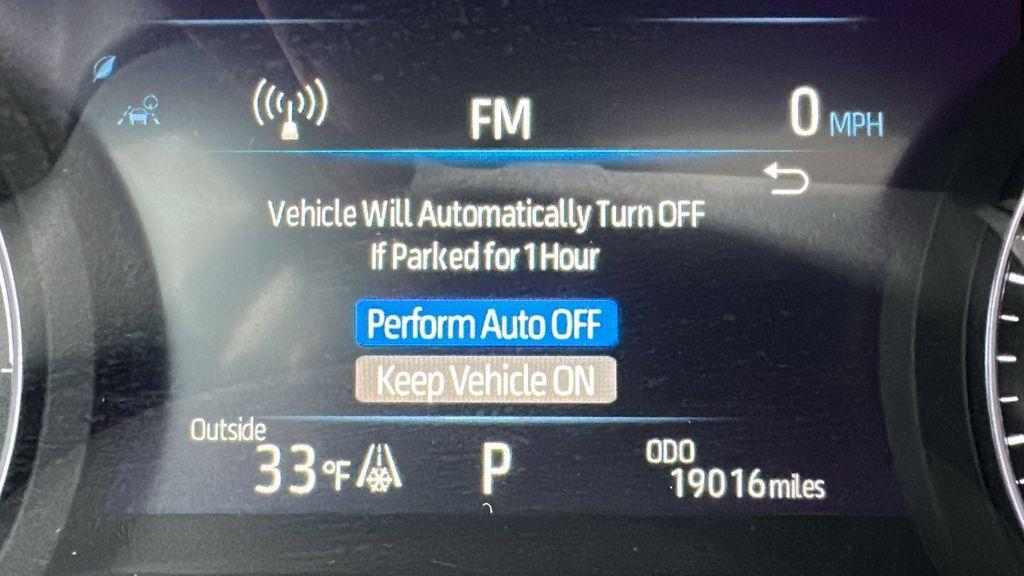 FM
0 MPH
Vehicle Will Automatically Turn OFF
If Parked for 1 Hour
Perform Auto OFF
Keep Vehicle ON
Outside
33°F
P
ODO
19016 miles